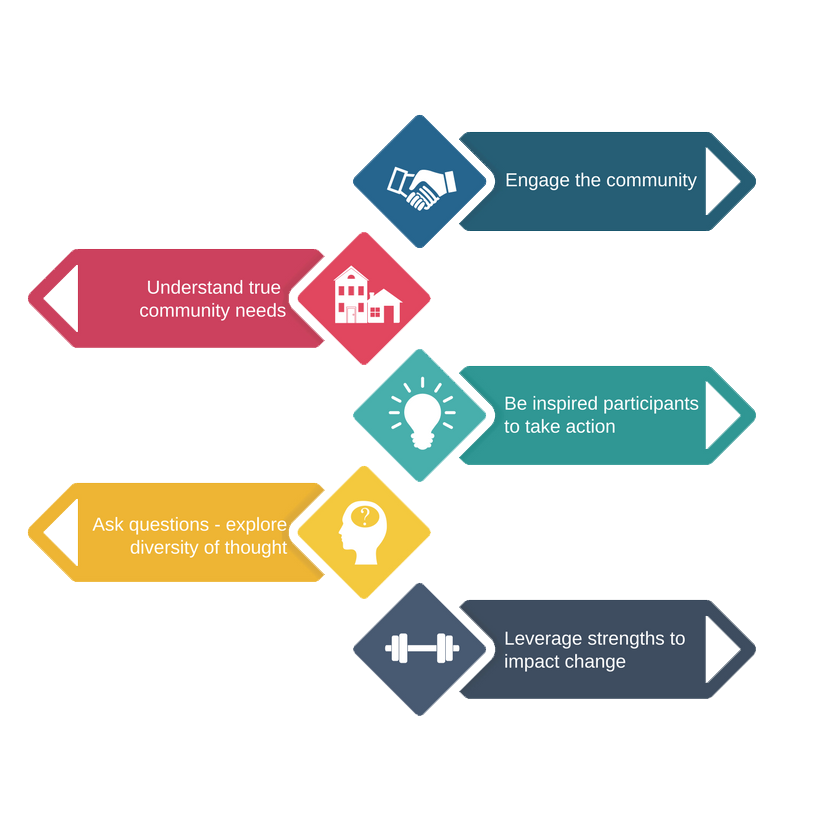 Engage the community
Understand true
community needs
Be inspired participants
to take action
Ask questions - explore
diversity of thought
?
Leverage strengths to
impact change